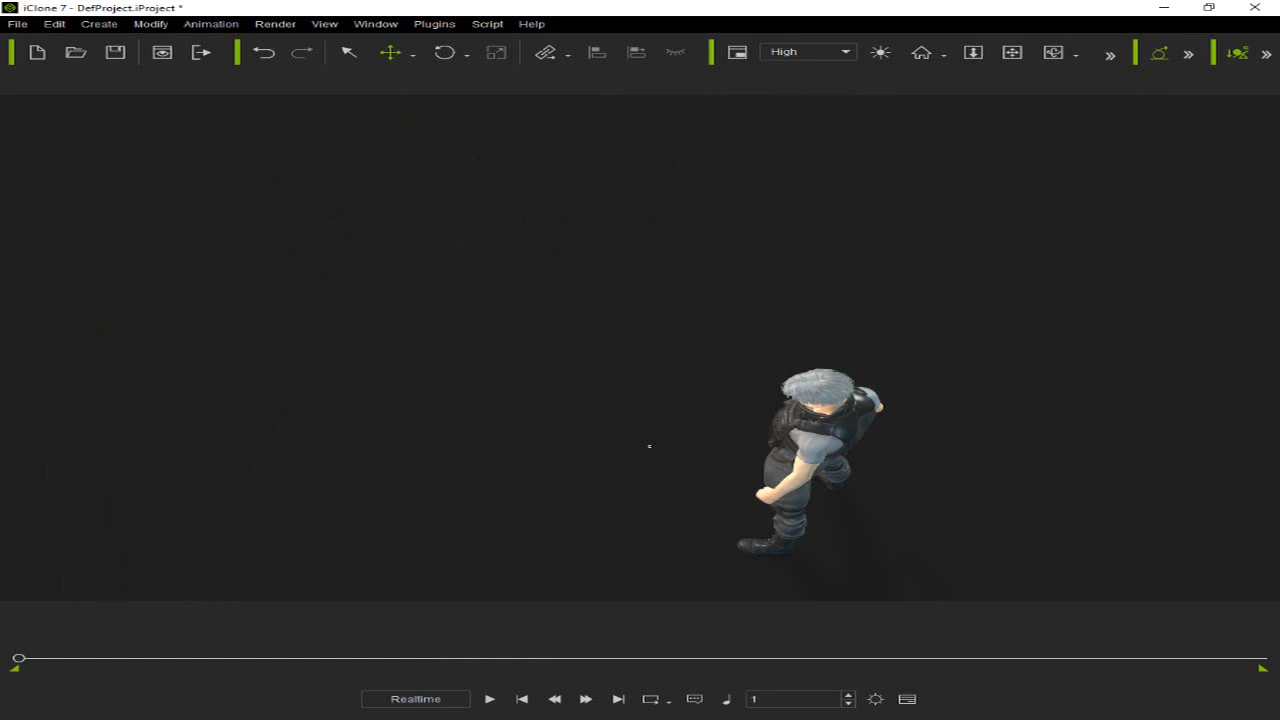 iClone 7 - DefProject.iProject *
File Edit Create Modify Animation Render View Window Plugins Script Help
High
Realtime
1